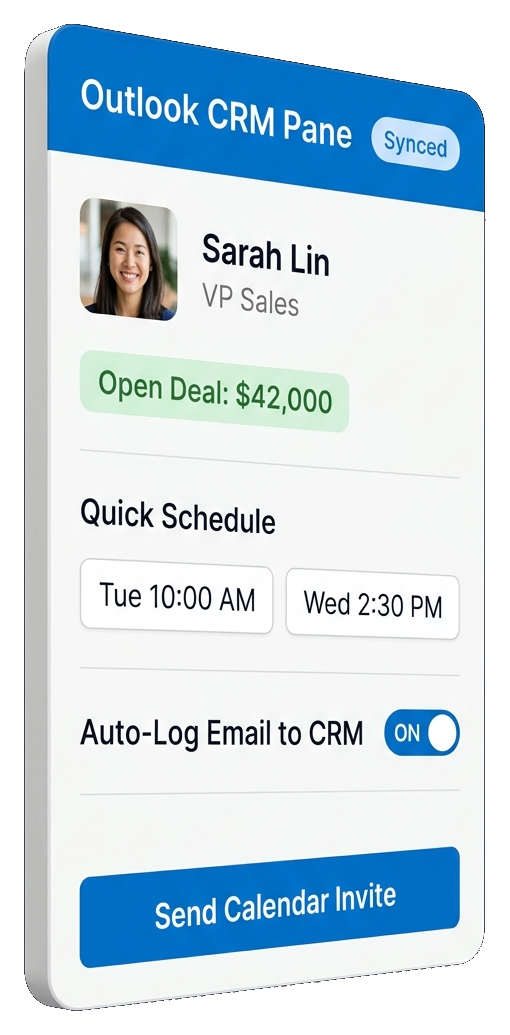 Outlook CRM Pane
Synced
Sarah Lin
VP Sales
Open Deal: $42,000
Quick Schedule
Tue 10:00 AM
Wed 2:30 PM
Auto-Log Email to CRM
ON
Send Calendar Invite